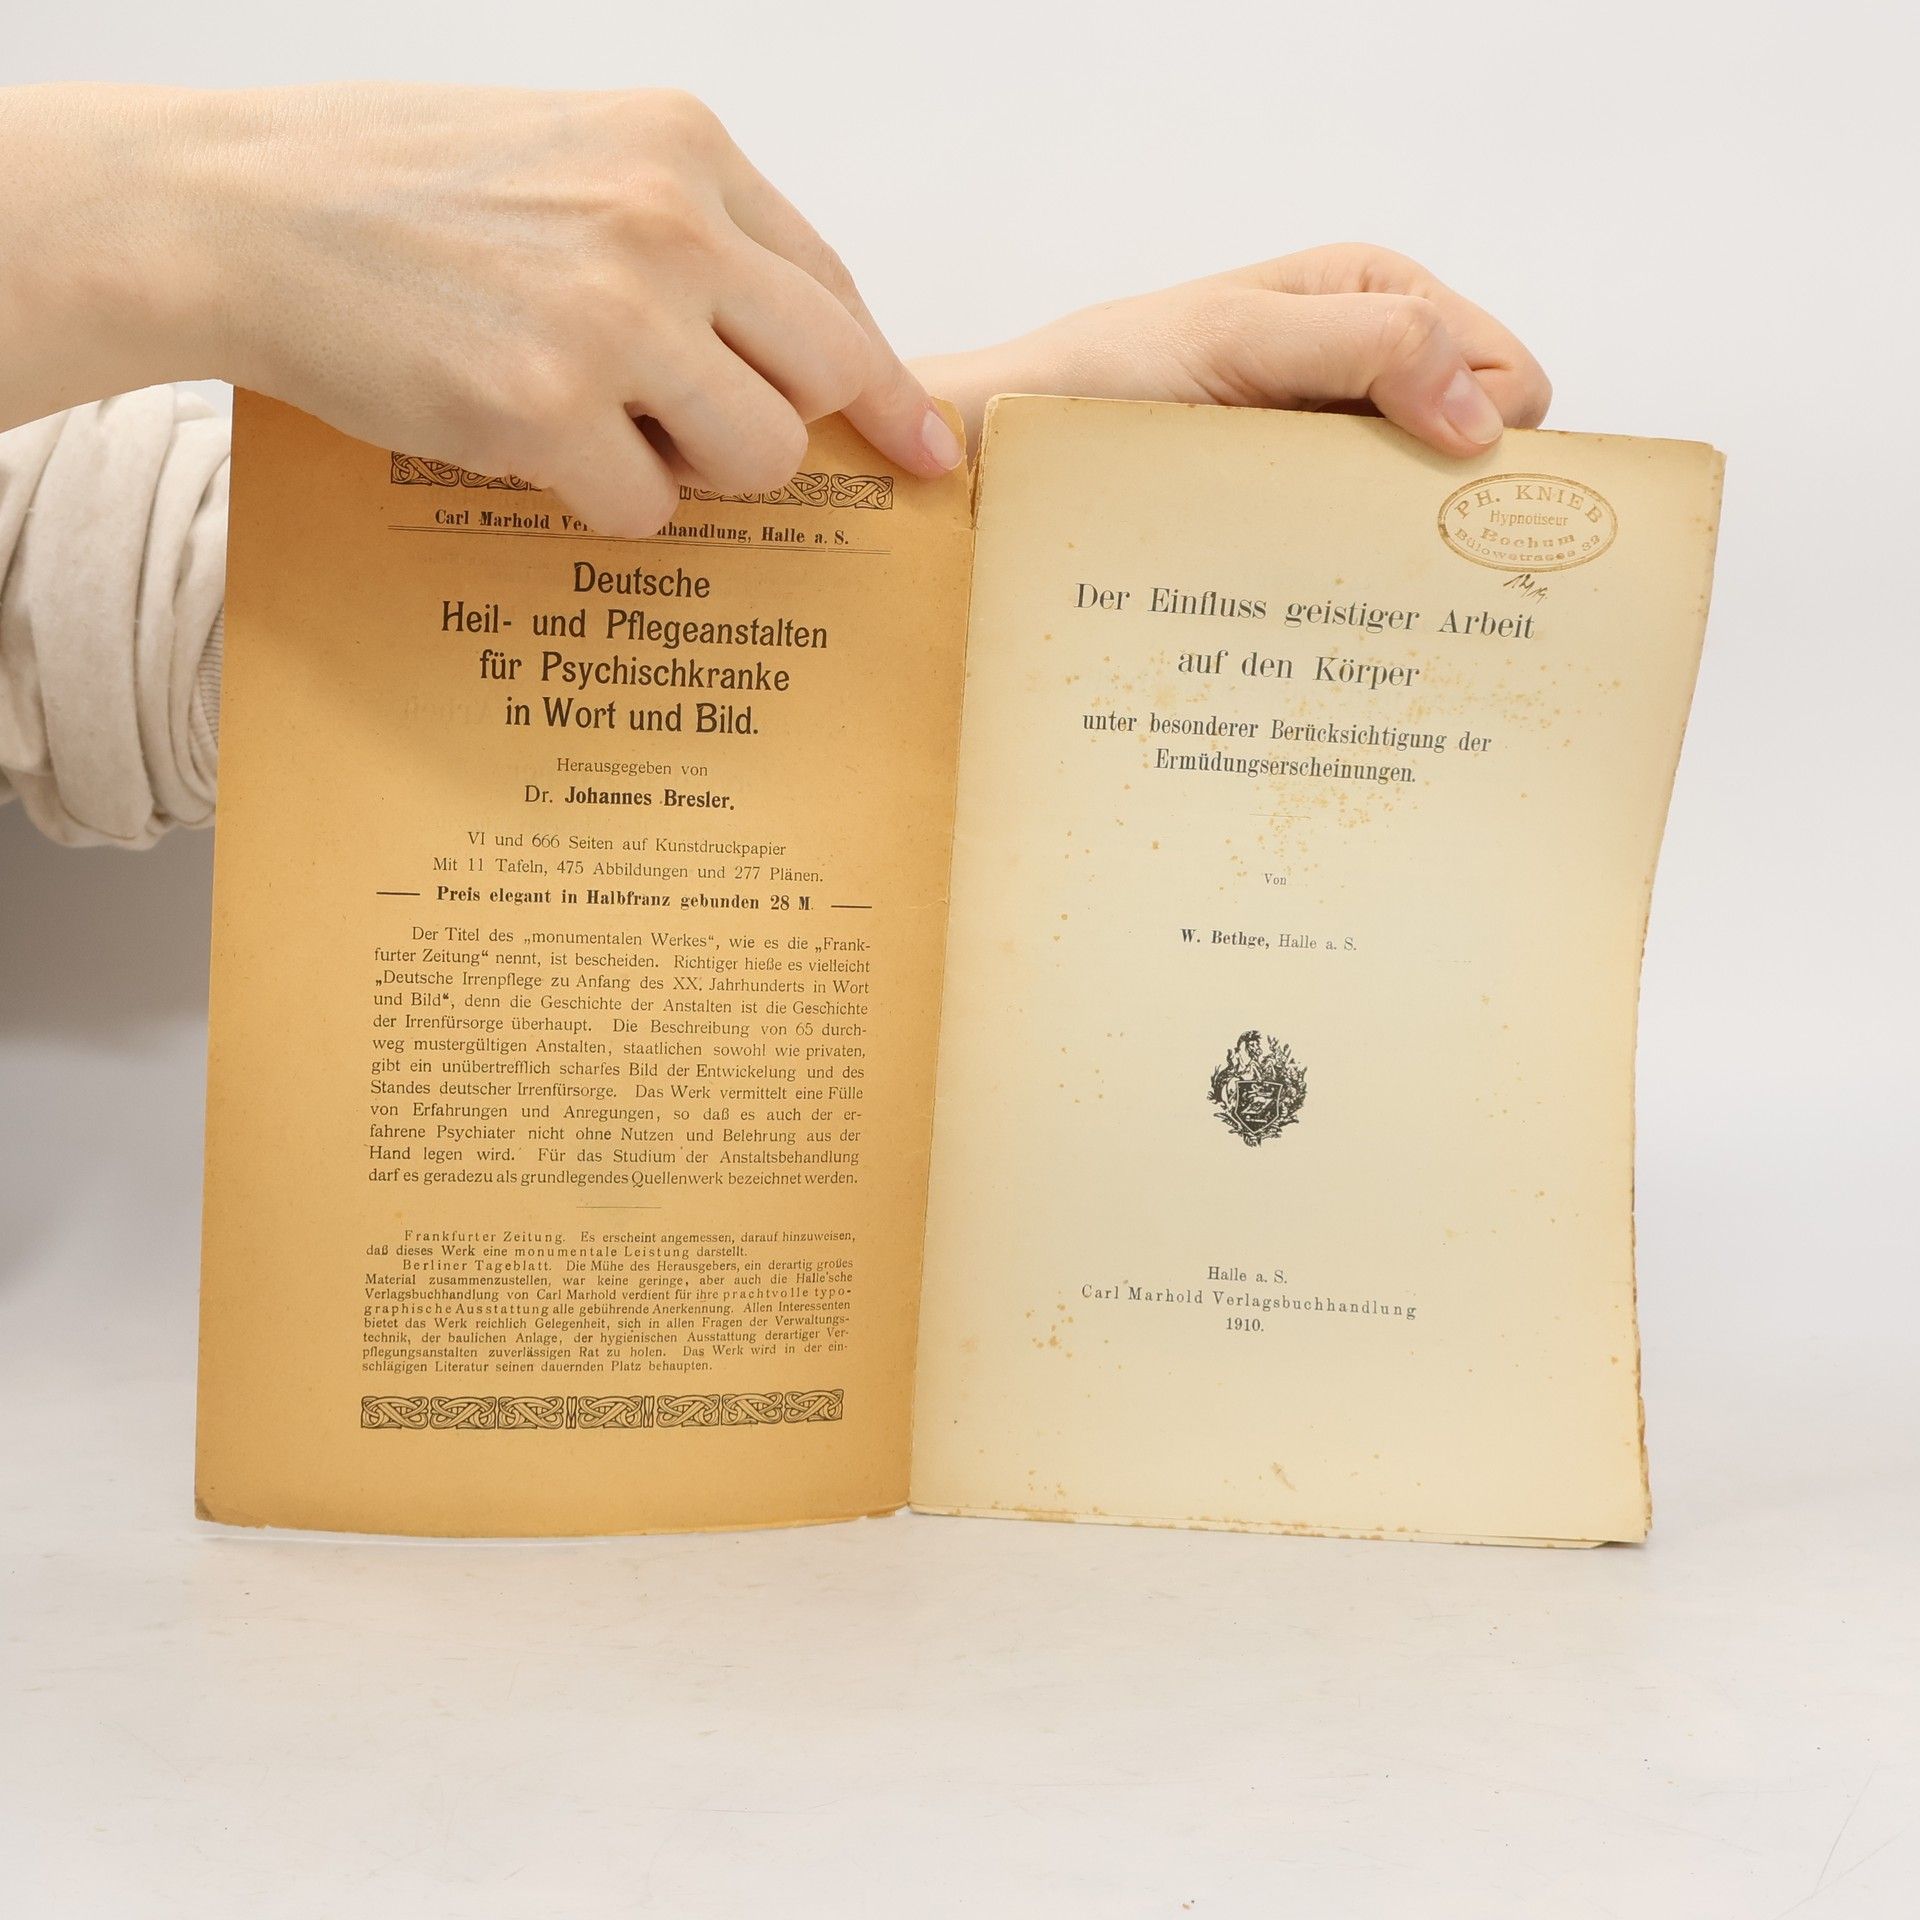 Carl Marhold Ver hhandlung, Halle a. S.
Deutsche
Heil- und Pflegeanstalten
für Psychischkranke
in Wort und Bild.
Herausgegeben von
Dr. Johannes Bresler.
VI und 666 Seiten auf Kunstdruckpapier
Mit 11 Tafeln, 475 Abbildungen und 277 Plänen.
Preis elegant in Halbfranz gebunden 28 M.
Der Titel des „monumentalen Werkes“, wie es die „Frank-
furter Zeitung“ nennt, ist bescheiden. Richtiger hieße es vielleicht
„Deutsche Irrenpflege zu Anfang des XX. Jahrhunderts in Wort
und Bild“, denn die Geschichte der Anstalten ist die Geschichte
der Irrenfürsorge überhaupt. Die Beschreibung von 65 durch-
weg mustergültigen Anstalten, staatlichen sowohl wie privaten,
gibt ein unübertrefflich scharfes Bild der Entwickelung und des
Standes deutscher Irrenfürsorge. Das Werk vermittelt eine Fülle
von Erfahrungen und Anregungen, so daß es auch der er-
fahrene Psychiater nicht ohne Nutzen und Belehrung aus der
Hand legen wird. Für das Studium der Anstaltsbehandlung
darf es geradezu als grundlegendes Quellenwerk bezeichnet werden.
Frankfurter Zeitung. Es erscheint angemessen, darauf hinzuweisen,
daß dieses Werk eine monumentale Leistung darstellt.
Berliner Tageblatt. Die Mühe des Herausgebers, ein derartig großes
Material zusammenzustellen, war keine geringe, aber auch die Halle'sche
Verlagsbuchhandlung von Carl Marhold verdient für ihre prachtvolle typo-
graphische Ausstattung alle gebührende Anerkennung. Allen Interessenten
bietet das Werk reichlich Gelegenheit, sich in allen Fragen der Verwaltungs-
technik, der baulichen Anlage, der hygienischen Ausstattung derartiger Ver-
pflegungsanstalten zuverlässigen Rat zu holen. Das Werk wird in der ein-
schlägigen Literatur seinen dauernden Platz behaupten.
PH. KNIEB
Hypnotiseur
Bochum
Bülowstrasse 32
Der Einfluss geistiger Arbeit
auf den Körper
unter besonderer Berücksichtigung der
Ermüdungserscheinungen.
Von
W. Bethge, Halle a. S.
Halle a. S.
Carl Marhold Verlagsbuchhandlung
1910.